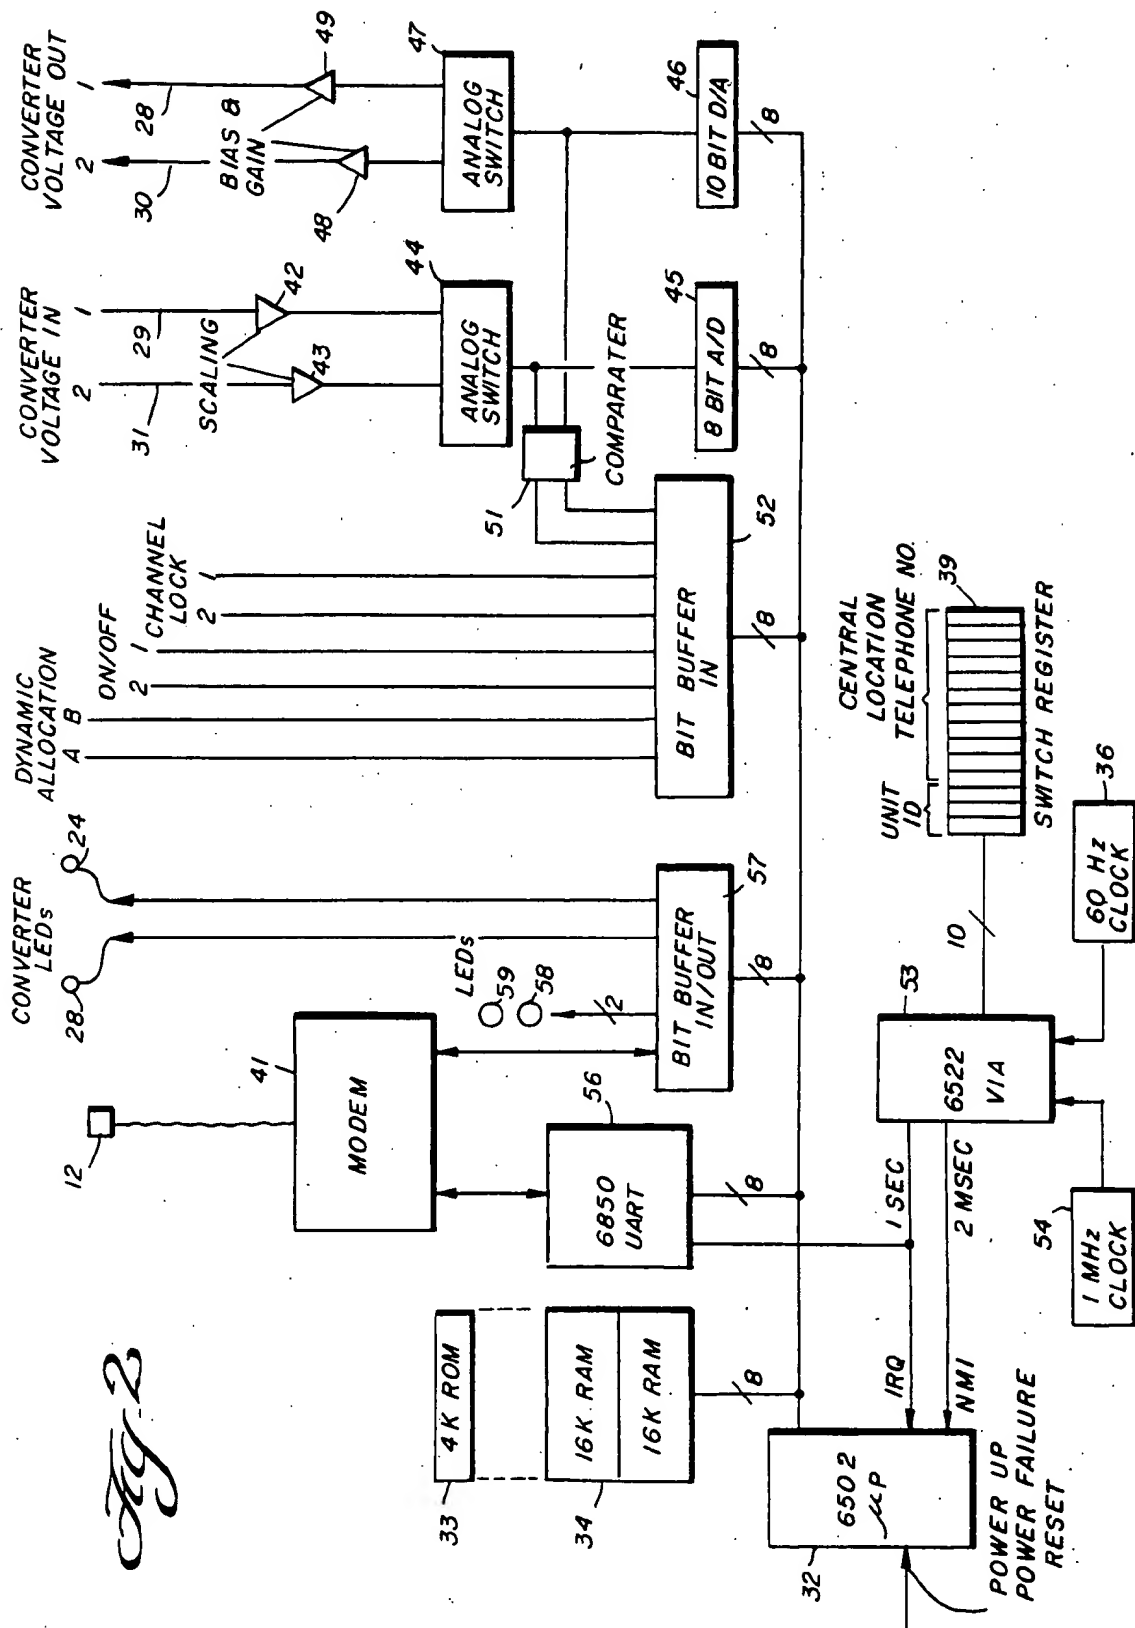 Fig-2
CONVERTER
LEDs
28
24
DYNAMIC
ALLOCATION
A
B
ON/OFF
2
1
CHANNEL
LOCK
2
1
CONVERTER
VOLTAGE IN
2
1
31
29
SCALING
43
42
CONVERTER
VOLTAGE OUT
2
1
30
28
BIAS &
GAIN
48
49
12
41
MODEM
LEDs
59
58
2
33
4K ROM
34
16K RAM
16K RAM
8
56
6850
UART
8
57
BIT BUFFER
IN/OUT
8
52
BIT BUFFER
IN
8
51
COMPARATER
44
ANALOG
SWITCH
45
8 BIT A/D
8
47
ANALOG
SWITCH
46
10 BIT D/A
8
32
6502
μP
IRQ
NMI
1 SEC
2 MSEC
POWER UP
POWER FAILURE
RESET
53
6522
VIA
54
1 MHz
CLOCK
36
60 Hz
CLOCK
10
UNIT
ID
CENTRAL
LOCATION
TELEPHONE NO.
39
SWITCH REGISTER